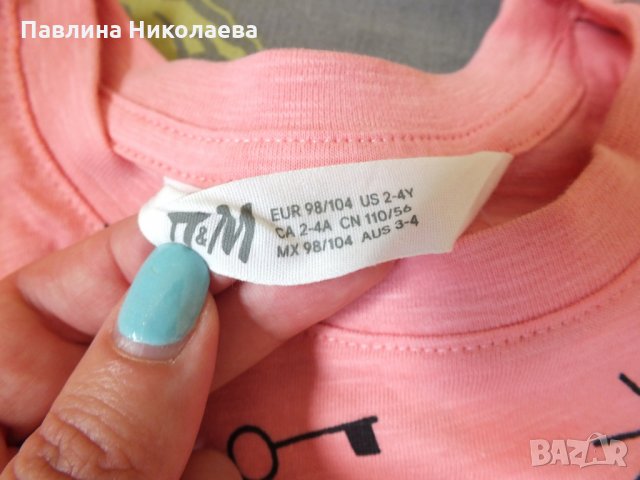 Павлина Николаева
H&M
EUR 98/104 US 2-4Y
CA 2-4A CN 110/56
MX 98/104 AUS 3-4
BAZAR